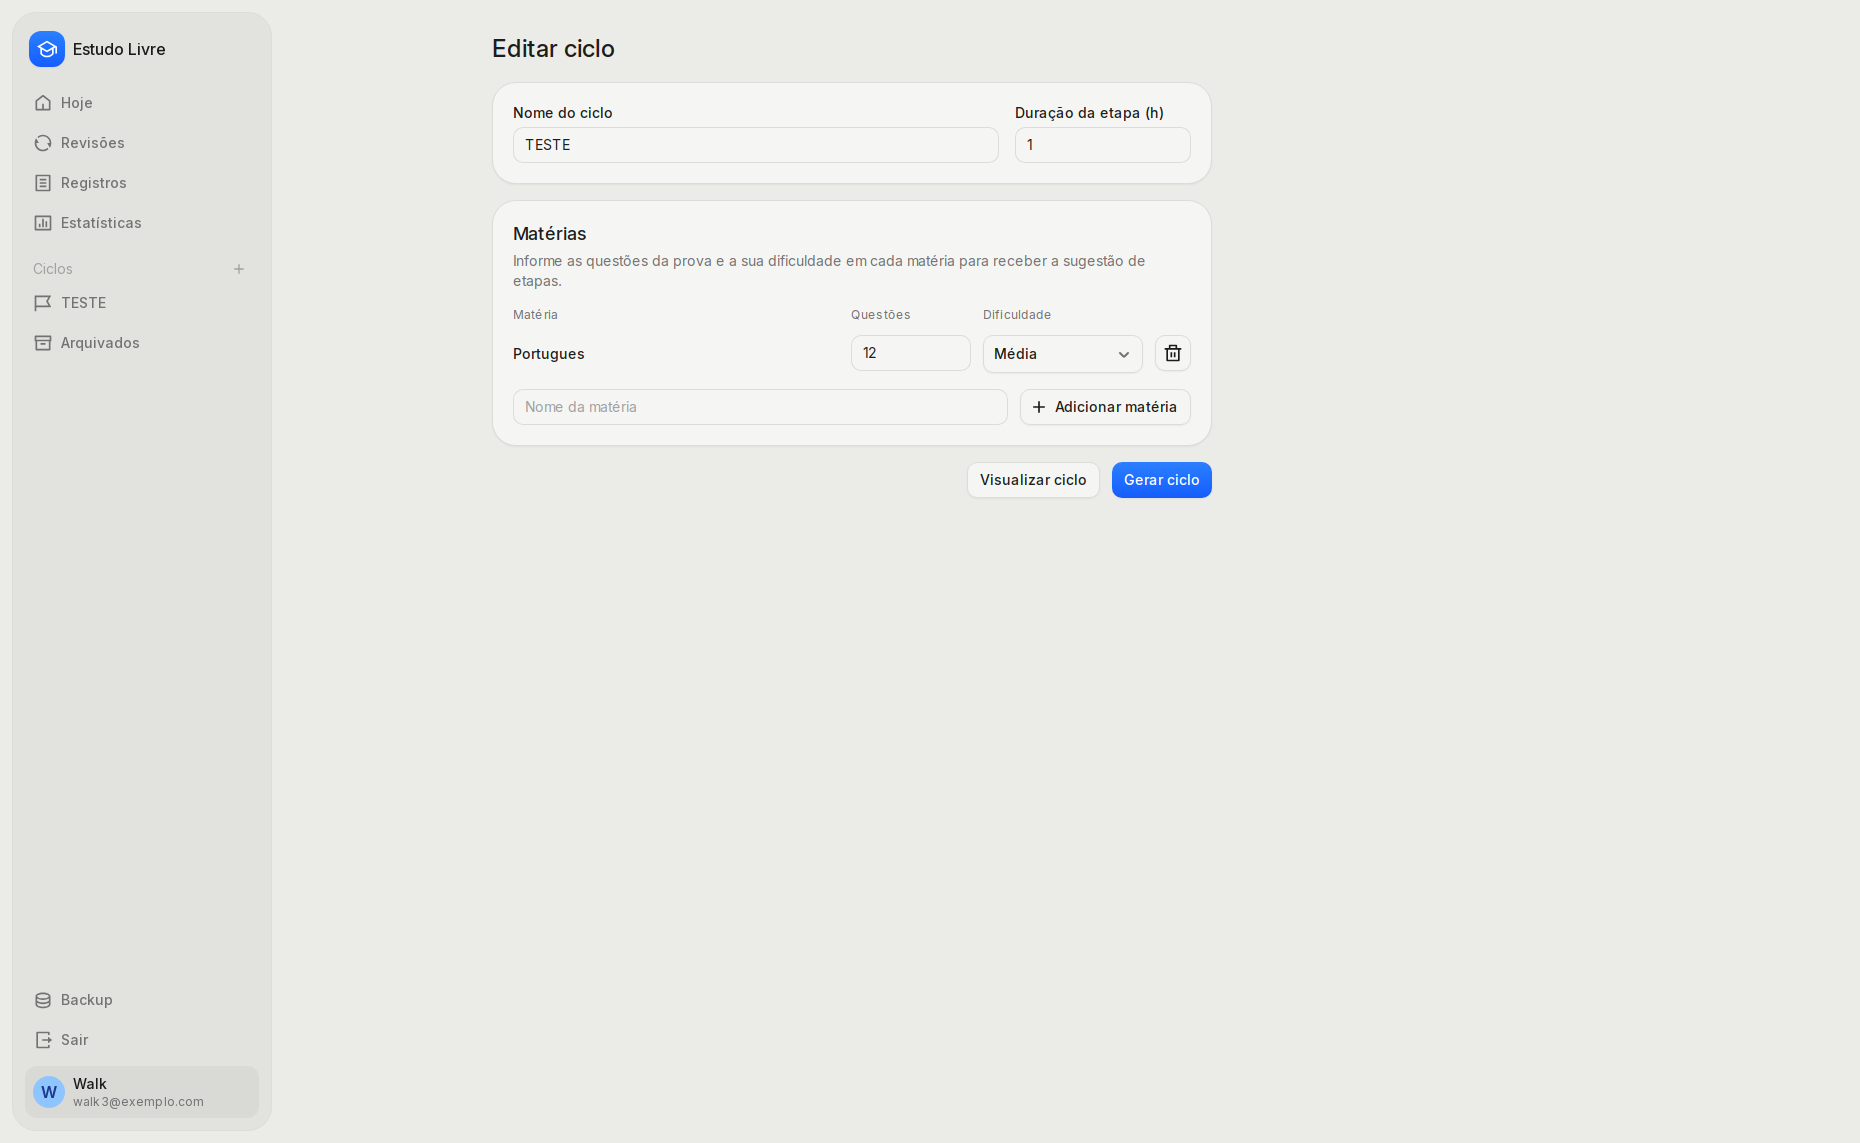 Estudo Livre
Hoje
Revisões
Registros
Estatísticas
Ciclos
TESTE
Arquivados
Backup
Sair
W
Walk
walk3@exemplo.com
Editar ciclo
Nome do ciclo
TESTE
Duração da etapa (h)
1
Matérias
Informe as questões da prova e a sua dificuldade em cada matéria para receber a sugestão de
etapas.
Matéria
Questões
Dificuldade
Portugues
12
Média
Nome da matéria
Adicionar matéria
Visualizar ciclo
Gerar ciclo